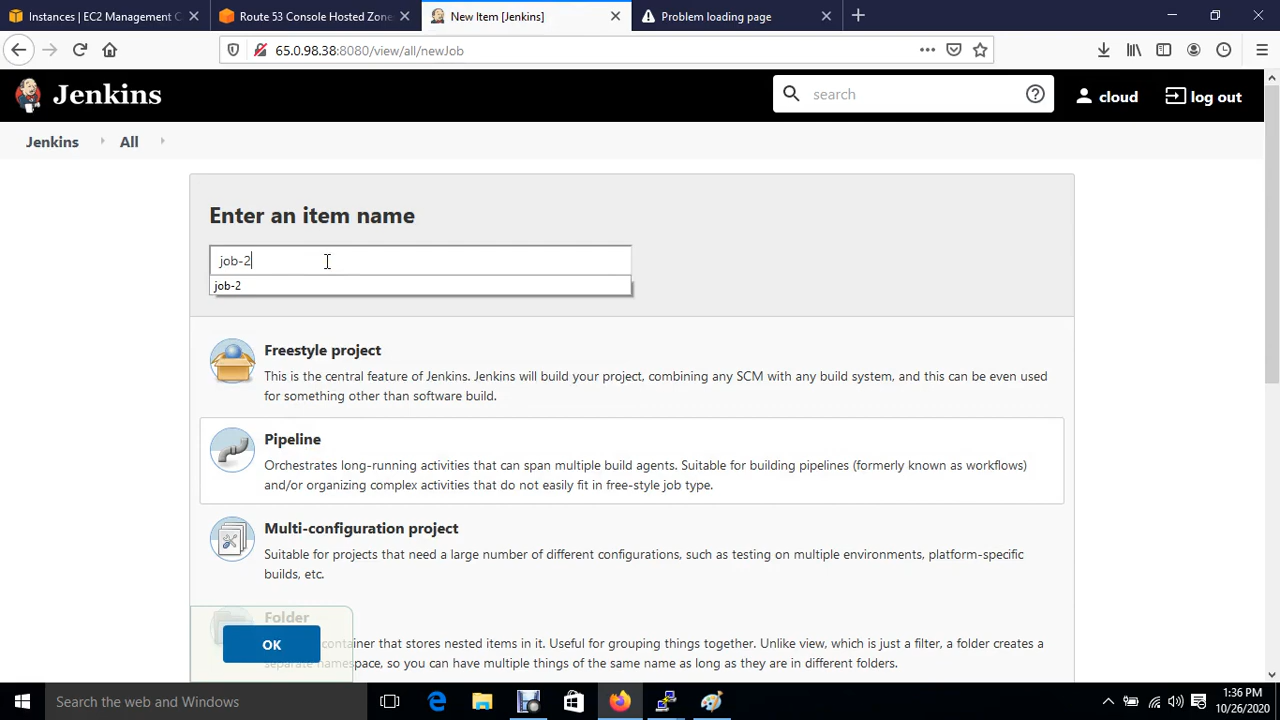 Instances | EC2 Management C
Route 53 Console Hosted Zone
New Item [Jenkins]
Problem loading page
65.0.98.38:8080/view/all/newJob
Jenkins
search
cloud
log out
Jenkins
All
Enter an item name
job-2
job-2
Freestyle project
This is the central feature of Jenkins. Jenkins will build your project, combining any SCM with any build system, and this can be even used
for something other than software build.
Pipeline
Orchestrates long-running activities that can span multiple build agents. Suitable for building pipelines (formerly known as workflows)
and/or organizing complex activities that do not easily fit in free-style job type.
Multi-configuration project
Suitable for projects that need a large number of different configurations, such as testing on multiple environments, platform-specific
builds, etc.
Folder
container that stores nested items in it. Useful for grouping things together. Unlike view, which is just a filter, a folder creates a
separate namespace, so you can have multiple things of the same name as long as they are in different folders.
OK
Search the web and Windows
1:36 PM
10/26/2020